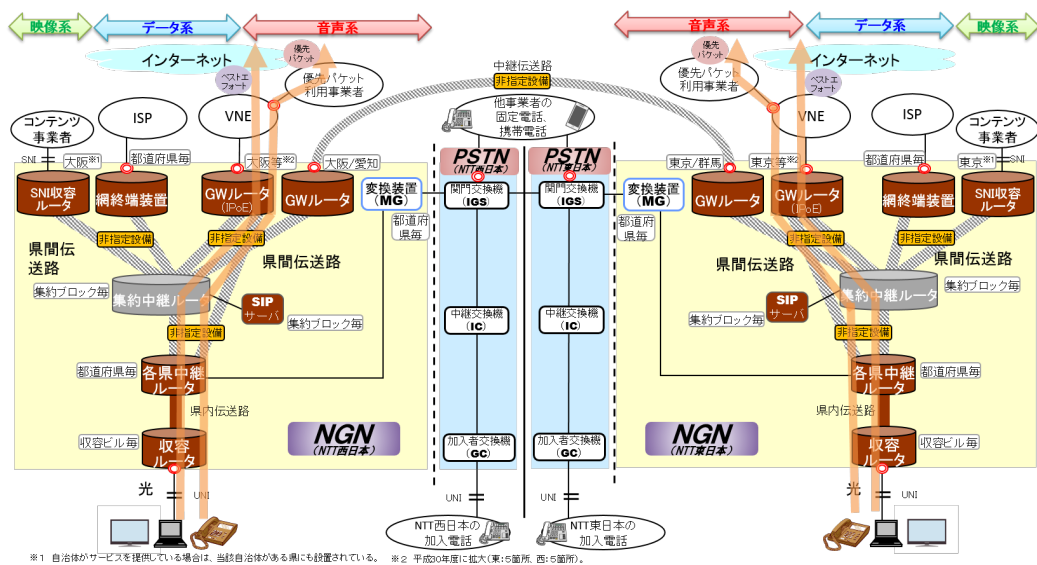 映像系
データ系
音声系
音声系
データ系
映像系
インターネット
優先
パケット
ベストエ
フォート
優先パケット
利用事業者
コンテンツ
事業者
ISP
VNE
中継伝送路
非指定設備
他事業者の
固定電話、
携帯電話
優先
パケット
優先パケット
利用事業者
インターネット
ベストエ
フォート
VNE
ISP
コンテンツ
事業者
SNI
大阪※1
都道府県毎
大阪等※2
大阪/愛知
PSTN
(NTT西日本)
PSTN
(NTT東日本)
東京/群馬
東京等※2
都道府県毎
東京※1
SNI
SNI収容
ルータ
網終端装置
GWルータ
(IPoE)
GWルータ
変換装置
(MG)
都道府
県毎
関門交換機
(IGS)
関門交換機
(IGS)
変換装置
(MG)
都道府
県毎
GWルータ
GWルータ
(IPoE)
網終端装置
SNI収容
ルータ
非指定設備
非指定設備
県間伝
送路
県間伝送路
集約中継ルータ
集約ブロック毎
SIP
サーバ
集約ブロック毎
非指定設備
中継交換機
(IC)
中継交換機
(IC)
非指定設備
非指定設備
県間伝送路
県間伝送路
集約中継ルータ
集約ブロック毎
SIP
サーバ
集約ブロック毎
非指定設備
都道府県毎
各県中継
ルータ
県内伝送路
収容ビル毎
収容
ルータ
NGN
(NTT西日本)
加入者交換機
(GC)
加入者交換機
(GC)
NGN
(NTT東日本)
各県中継
ルータ
都道府県毎
県内伝送路
収容
ルータ
収容ビル毎
光
UNI
UNI
UNI
光
UNI
NTT西日本の
加入電話
NTT東日本の
加入電話
※1 自治体がサービスを提供している場合は、当該自治体がある県にも設置されている。
※2 平成30年度に拡大(東:5箇所、西:5箇所)。